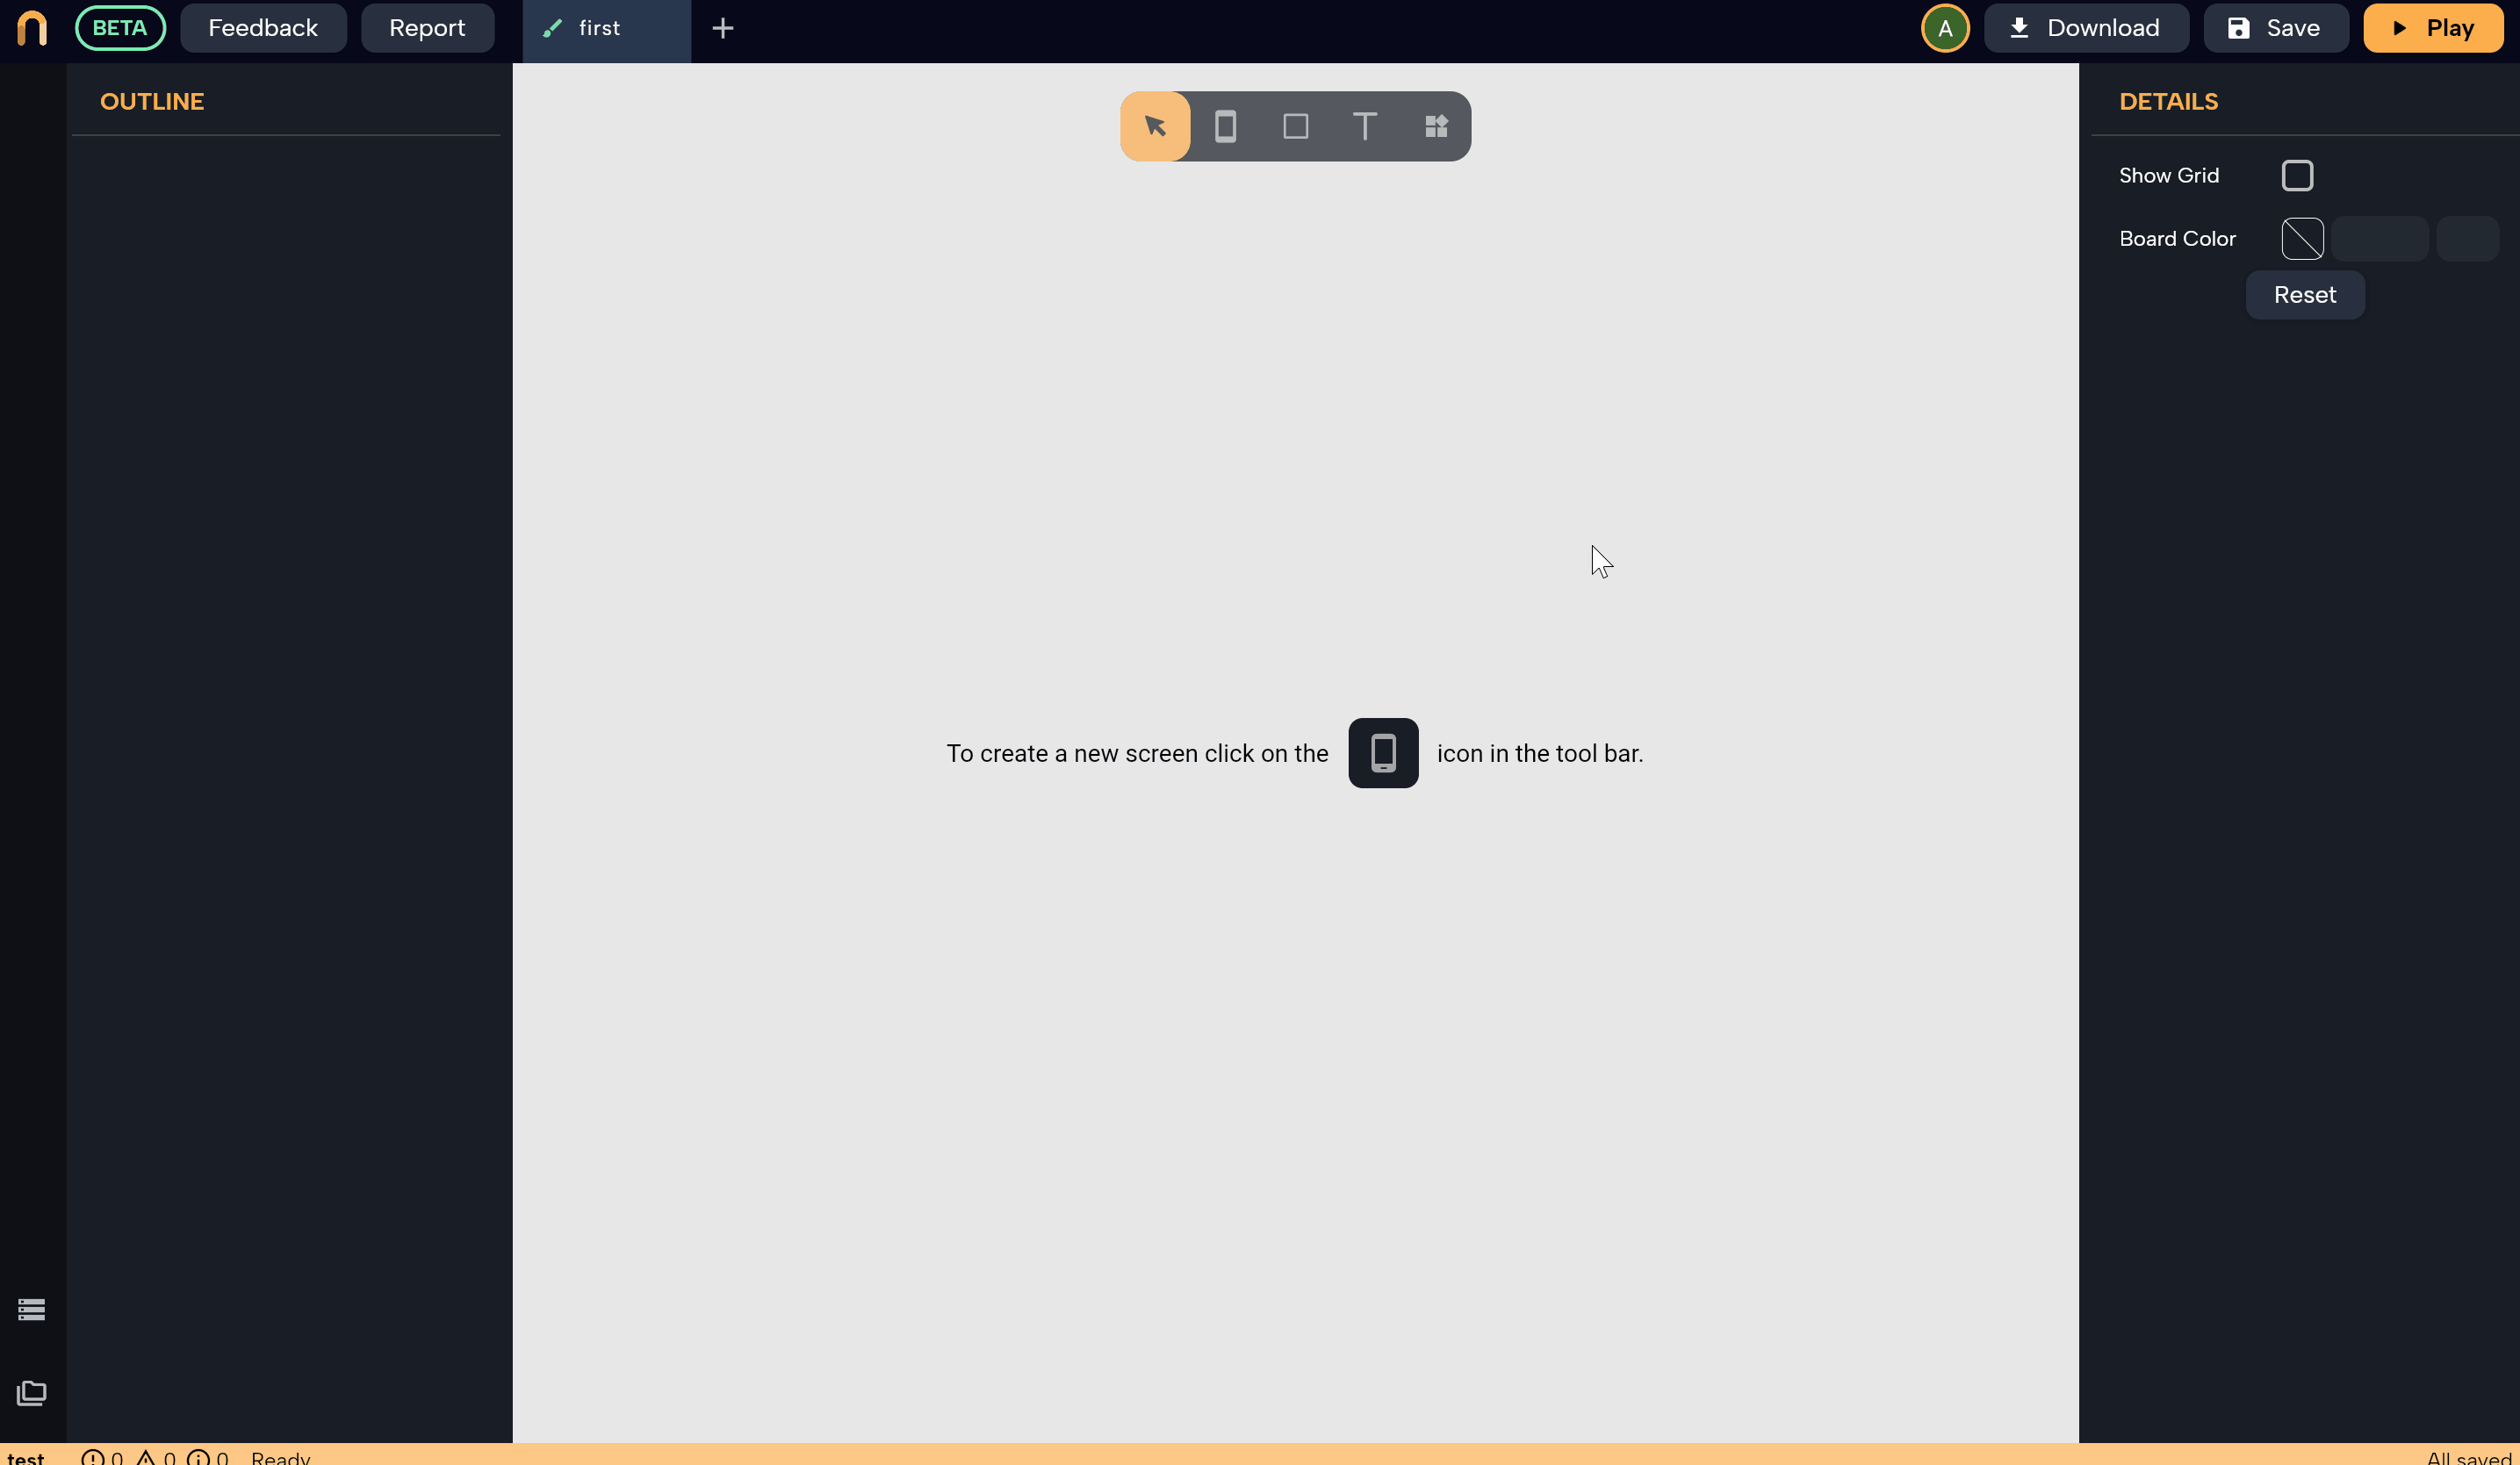 BETA Feedback Report first Download Save Play
A
OUTLINE
DETAILS
Show Grid
Board Color
Reset
To create a new screen click on the icon in the tool bar.
test 0 0 0 Ready All saved